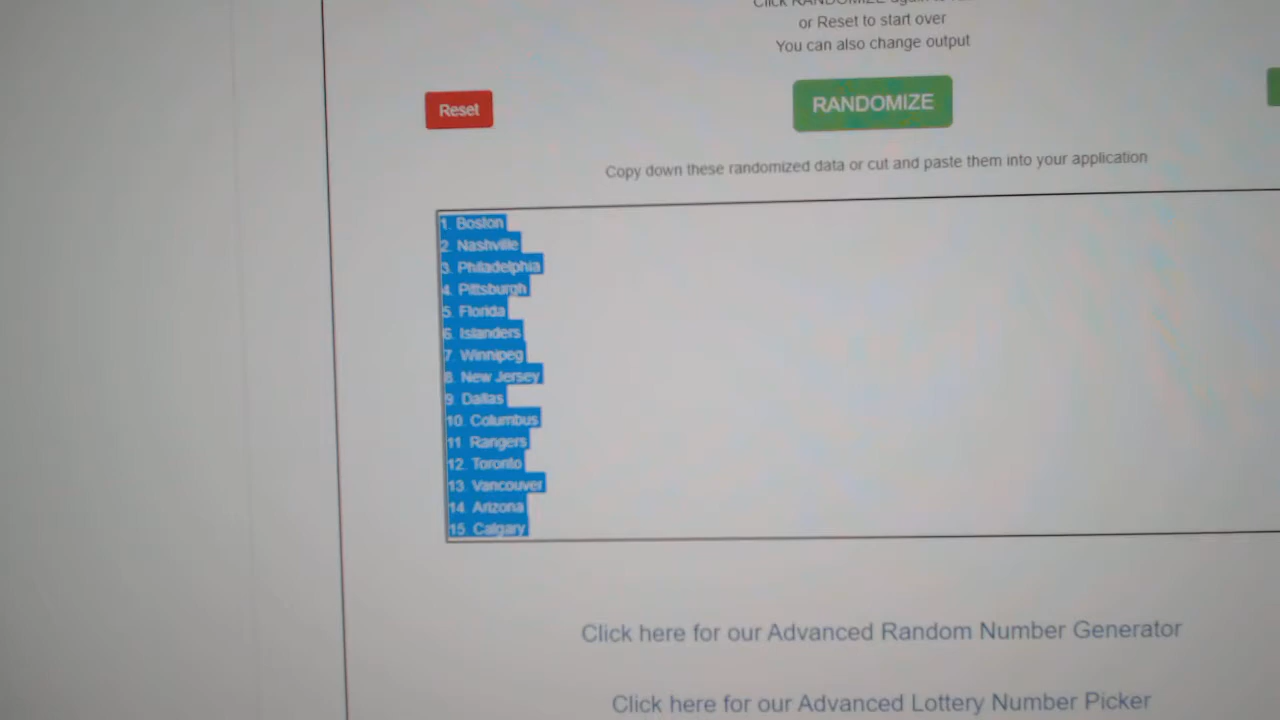 or Reset to start over
You can also change output
Reset
RANDOMIZE
Copy down these randomized data or cut and paste them into your application
1. Boston
2. Nashville
3. Philadelphia
4. Pittsburgh
5. Florida
6. Islanders
7. Winnipeg
8. New Jersey
9. Dallas
10. Columbus
11. Rangers
12. Toronto
13. Vancouver
14. Arizona
15. Calgary
Click here for our Advanced Random Number Generator
Click here for our Advanced Lottery Number Picker